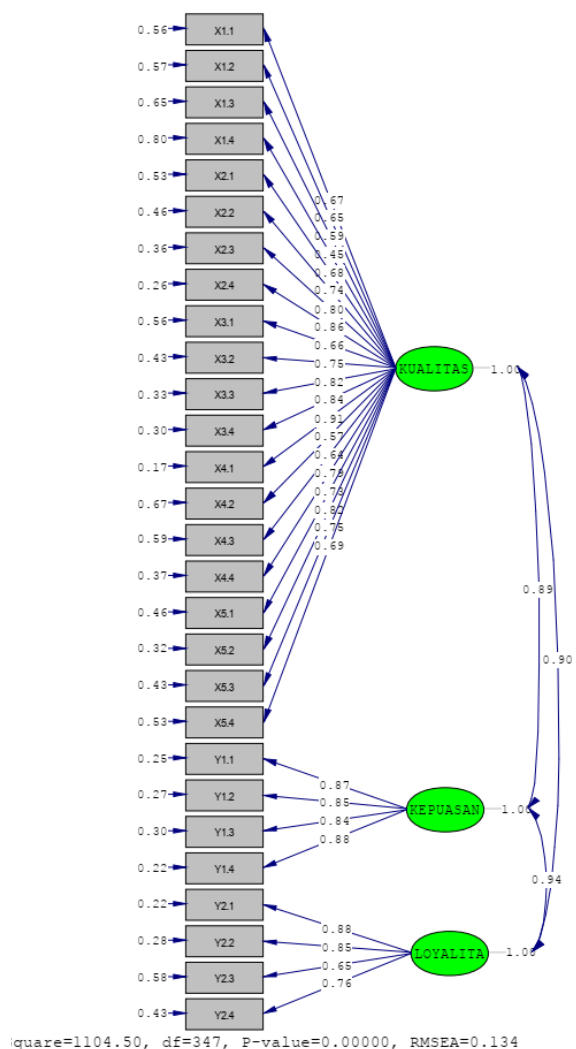 0.56 X1.1
0.57 X1.2
0.65 X1.3
0.80 X1.4
0.53 X2.1
0.46 X2.2
0.36 X2.3
0.26 X2.4
0.56 X3.1
0.43 X3.2
0.33 X3.3
0.30 X3.4
0.17 X4.1
0.67 X4.2
0.59 X4.3
0.37 X4.4
0.46 X5.1
0.32 X5.2
0.43 X5.3
0.53 X5.4
0.25 Y1.1
0.27 Y1.2
0.30 Y1.3
0.22 Y1.4
0.22 Y2.1
0.28 Y2.2
0.58 Y2.3
0.43 Y2.4
0.67
0.65
0.59
0.45
0.68
0.74
0.80
0.86
0.66
0.75
0.82
0.84
0.91
0.57
0.64
0.79
0.73
0.82
0.75
0.69
KUALITAS 1.00
0.87
0.85
0.84
0.88
KEPUASAN 1.00
0.88
0.85
0.65
0.76
LOYALITA 1.00
0.89
0.90
0.94
quare=1104.50, df=347, P-value=0.00000, RMSEA=0.134